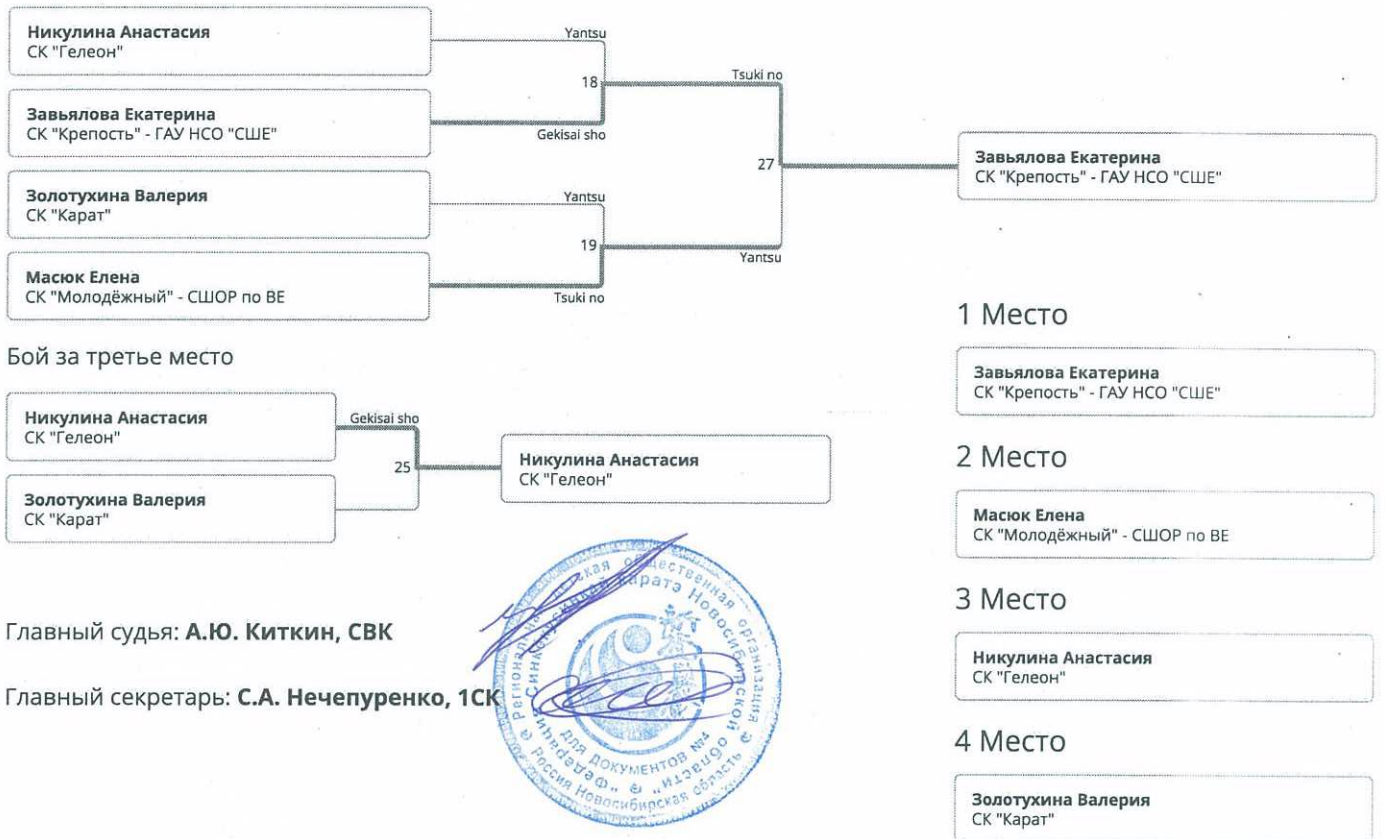 Никулина Анастасия
СК "Гелеон"
Yantsu
18
Tsuki no
Завьялова Екатерина
СК "Крепость" - ГАУ НСО "СШЕ"
Gekisai sho
27
Завьялова Екатерина
СК "Крепость" - ГАУ НСО "СШЕ"
Золотухина Валерия
СК "Карат"
Yantsu
19
Yantsu
Масюк Елена
СК "Молодёжный" - СШОР по ВЕ
Tsuki no
Бой за третье место
Никулина Анастасия
СК "Гелеон"
Gekisai sho
25
Никулина Анастасия
СК "Гелеон"
Золотухина Валерия
СК "Карат"
1 Место
Завьялова Екатерина
СК "Крепость" - ГАУ НСО "СШЕ"
2 Место
Масюк Елена
СК "Молодёжный" - СШОР по ВЕ
3 Место
Никулина Анастасия
СК "Гелеон"
4 Место
Золотухина Валерия
СК "Карат"
Главный судья: А.Ю. Киткин, СВК
Главный секретарь: С.А. Нечепуренко, 1СК
общественная организация
каратэ Новосибирской области"
Россия Новосибирская область
ДЛЯ ДОКУМЕНТОВ №4